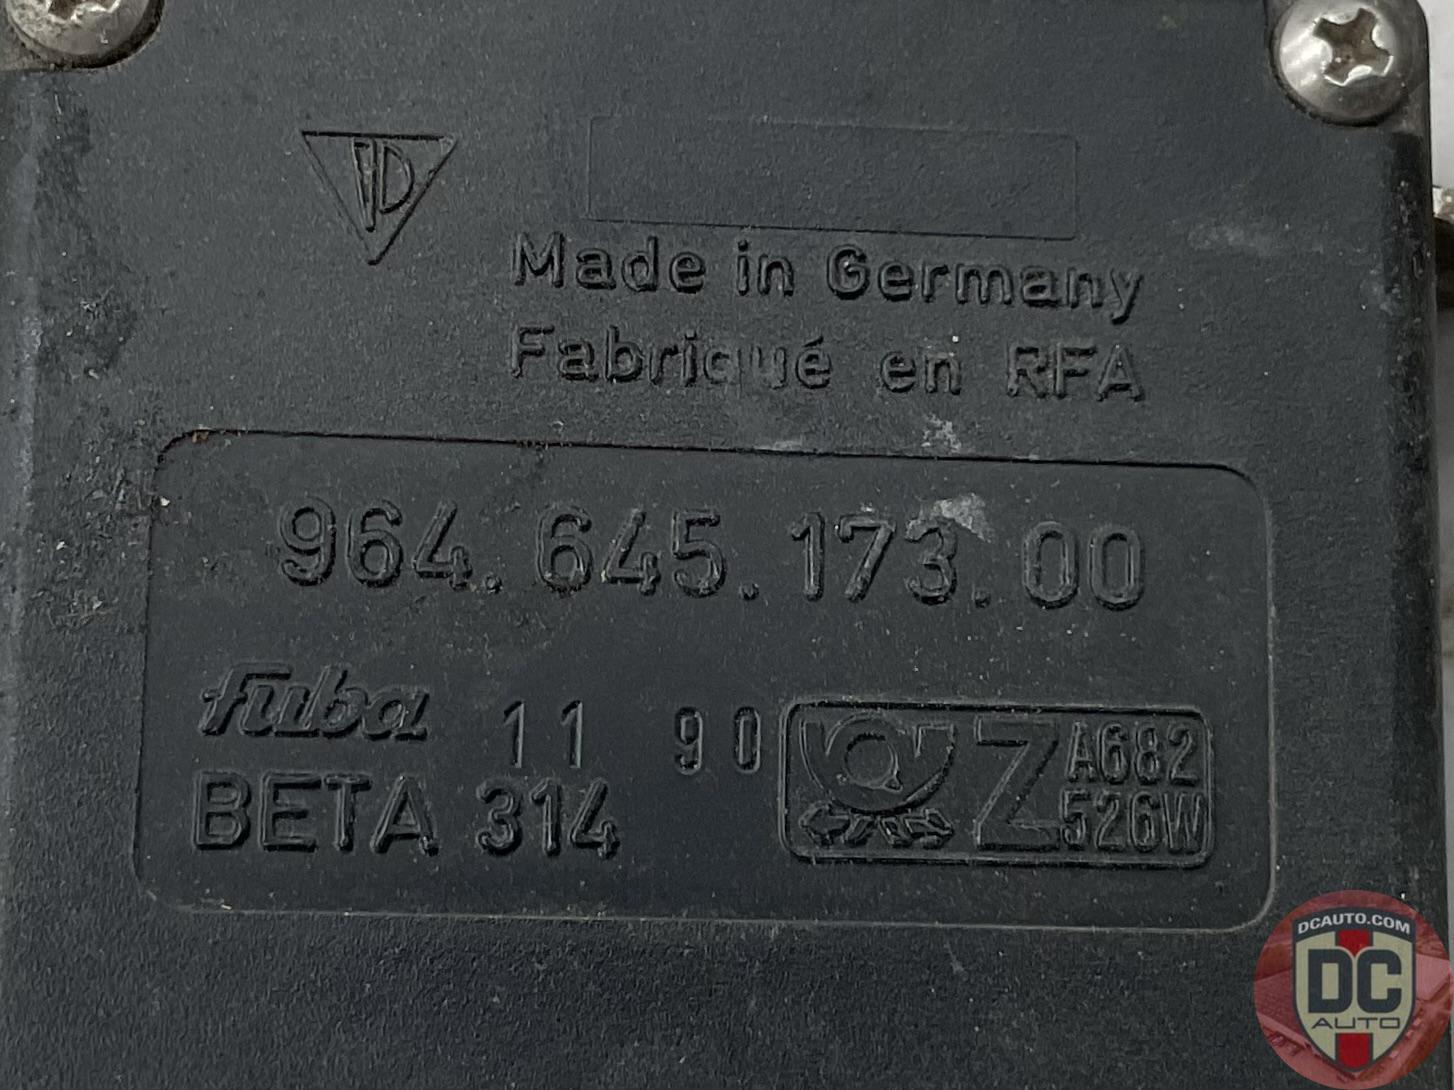 Made in Germany
Fabriqué en RFA
964.645.173.00
fuba 11 90
BETA 314
Z A682
526W
DCAUTO.COM
DC
AUTO